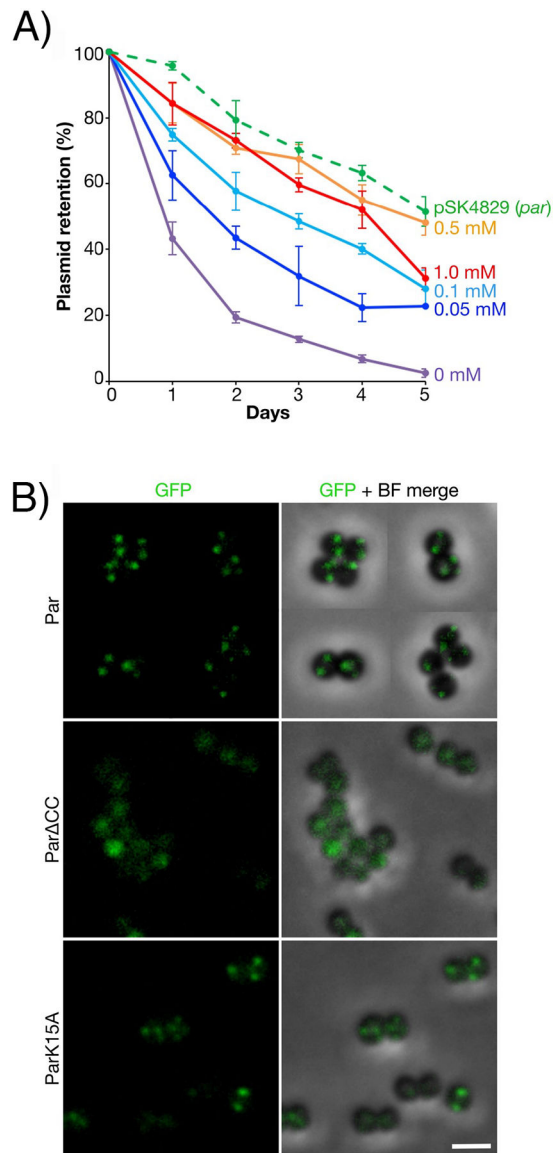 A)
100
80
60
40
20
0
Plasmid retention (%)
0 1 2 3 4 5
Days
pSK4829 (par)
0.5 mM
1.0 mM
0.1 mM
0.05 mM
0 mM
B)
GFP GFP + BF merge
Par
ParΔCC
ParK15A